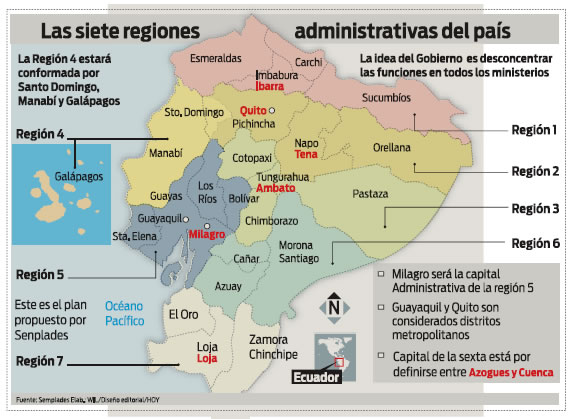 Las siete regiones administrativas del país
La Región 4 estará
conformada por
Santo Domingo,
Manabí y Galápagos
La idea del Gobierno es desconcentrar
las funciones en todos los ministerios
Esmeraldas
Carchi
Imbabura
Ibarra
Sucumbíos
Sto. Domingo
Quito
Pichincha
Región 4
Región 1
Manabí
Cotopaxi
Napo
Tena
Orellana
Galápagos
Tungurahua
Ambato
Región 2
Guayas
Los
Ríos
Bolívar
Pastaza
Guayaquil
Chimborazo
Región 3
Sta. Elena
Milagro
Morona
Santiago
Región 6
Cañar
Región 5
Azuay
Milagro será la capital
Administrativa de la región 5
Guayaquil y Quito son
considerados distritos
metropolitanos
Capital de la sexta está por
definirse entre Azogues y Cuenca
Este es el plan
propuesto por
Senplades
Océano
Pacífico
El Oro
N
Loja
Loja
Zamora
Chinchipe
Región 7
Ecuador
Fuente: Semplades Elab., WJL./Diseño editorial/HOY